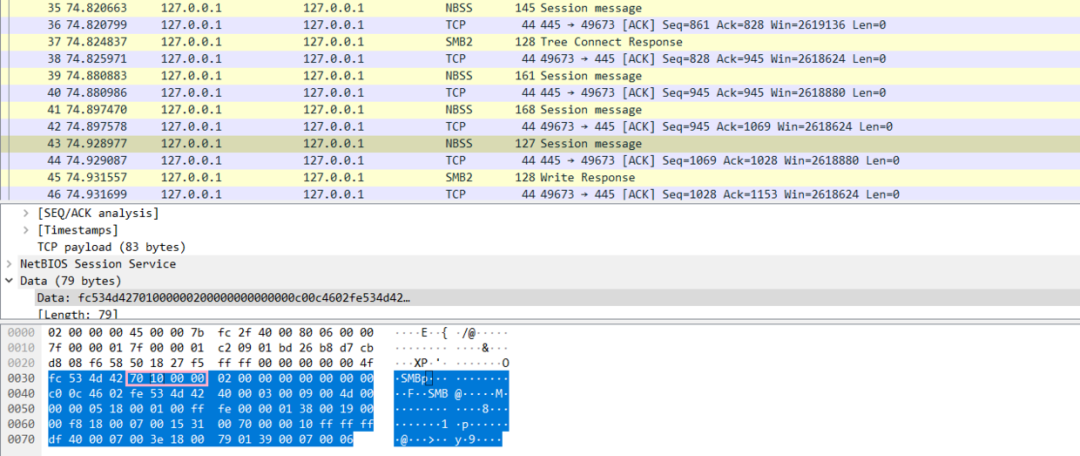 35 74.820663 127.0.0.1 127.0.0.1 NBSS 145 Session message
36 74.820799 127.0.0.1 127.0.0.1 TCP 44 445 → 49673 [ACK] Seq=861 Ack=828 Win=2619136 Len=0
37 74.824837 127.0.0.1 127.0.0.1 SMB2 128 Tree Connect Response
38 74.825971 127.0.0.1 127.0.0.1 TCP 44 49673 → 445 [ACK] Seq=828 Ack=945 Win=2618624 Len=0
39 74.880883 127.0.0.1 127.0.0.1 NBSS 161 Session message
40 74.880986 127.0.0.1 127.0.0.1 TCP 44 445 → 49673 [ACK] Seq=945 Ack=945 Win=2618880 Len=0
41 74.897470 127.0.0.1 127.0.0.1 NBSS 168 Session message
42 74.897578 127.0.0.1 127.0.0.1 TCP 44 49673 → 445 [ACK] Seq=945 Ack=1069 Win=2618624 Len=0
43 74.928977 127.0.0.1 127.0.0.1 NBSS 127 Session message
44 74.929087 127.0.0.1 127.0.0.1 TCP 44 445 → 49673 [ACK] Seq=1069 Ack=1028 Win=2618880 Len=0
45 74.931557 127.0.0.1 127.0.0.1 SMB2 128 Write Response
46 74.931699 127.0.0.1 127.0.0.1 TCP 44 49673 → 445 [ACK] Seq=1028 Ack=1153 Win=2618624 Len=0
[SEQ/ACK analysis]
[Timestamps]
TCP payload (83 bytes)
NetBIOS Session Service
Data (79 bytes)
Data: fc534d42701000000200000000000000c00c4602fe534d42…
[Length: 79]
0000 02 00 00 00 45 00 00 7b fc 2f 40 00 80 06 00 00 ····E··{ ·/@·····
0010 7f 00 00 01 7f 00 00 01 c2 09 01 bd 26 b8 d7 cb ········ ····&···
0020 d8 08 f6 58 50 18 27 f5 ff ff 00 00 00 00 00 4f ···XP·'· ·······O
0030 fc 53 4d 42 70 10 00 00 02 00 00 00 00 00 00 00 ·SMBp··· ········
0040 c0 0c 46 02 fe 53 4d 42 40 00 03 00 09 00 4d 00 ··F··SMB @·····M·
0050 00 00 05 18 00 01 00 ff fe 00 00 01 38 00 19 00 ········ ····8···
0060 00 f8 18 00 07 00 15 31 00 70 00 00 10 ff ff ff ·······1 ·p······
0070 df 40 00 07 00 3e 18 00 79 01 39 00 07 00 06 ·@···>·· y·9····